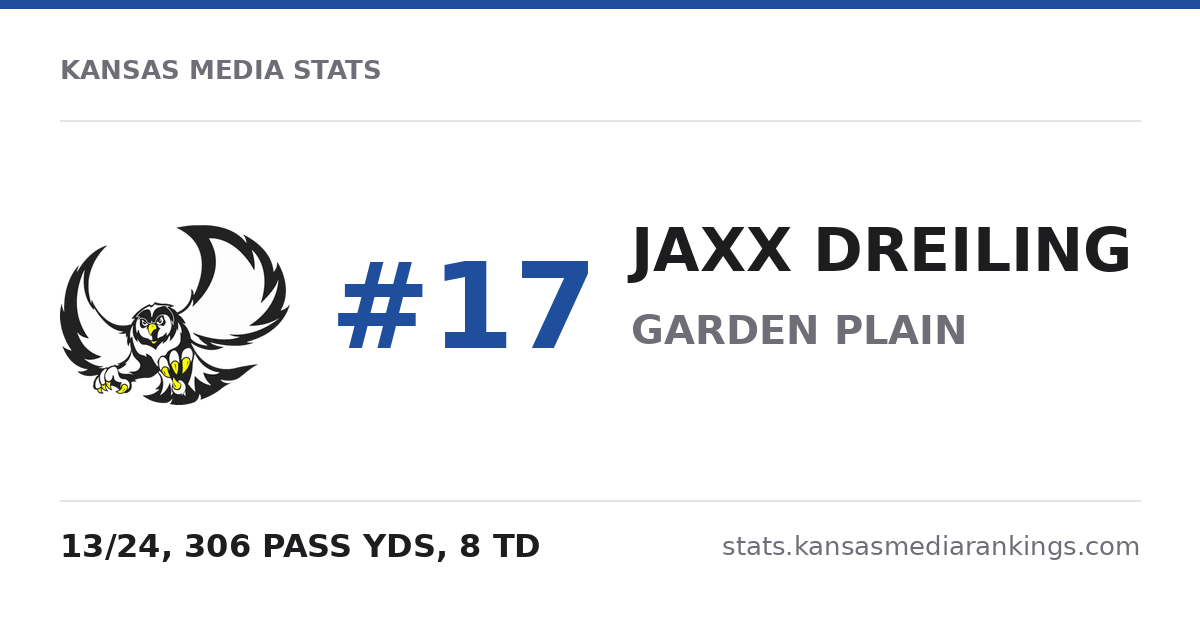 KANSAS MEDIA STATS
#17
JAXX DREILING
GARDEN PLAIN
13/24, 306 PASS YDS, 8 TD
stats.kansasmediarankings.com